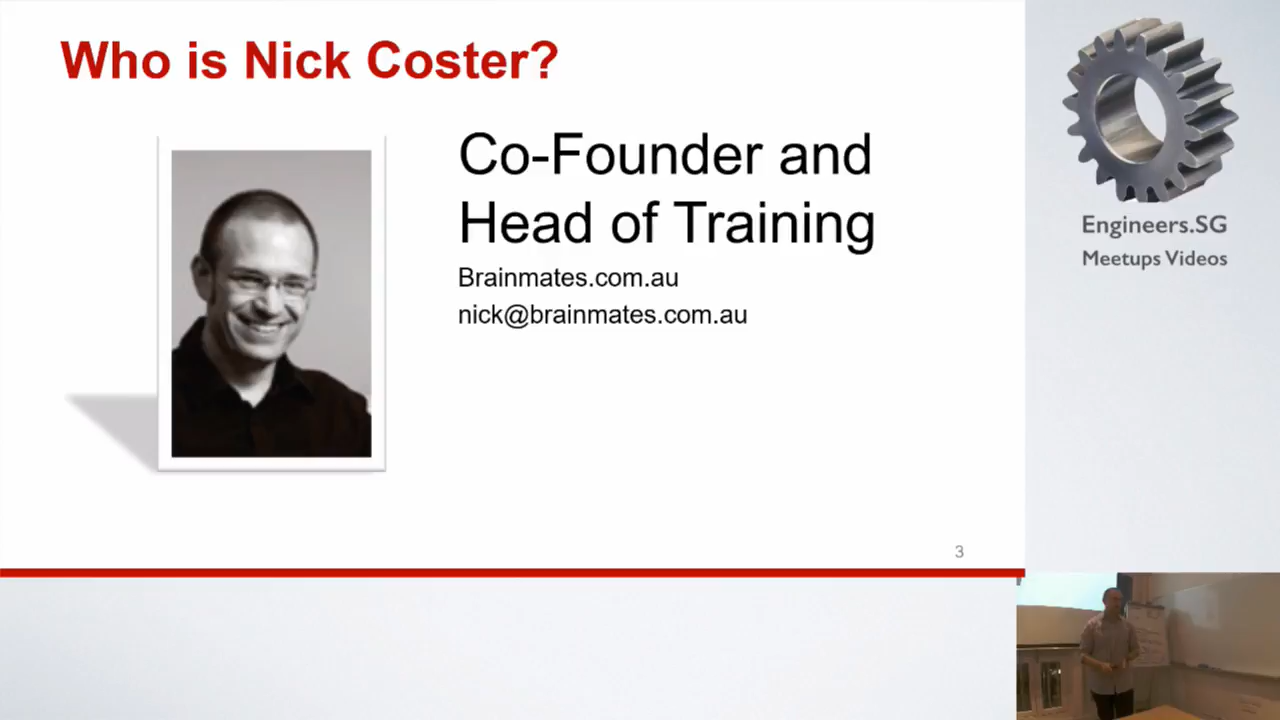 Who is Nick Coster?
Co-Founder and
Head of Training
Brainmates.com.au
nick@brainmates.com.au
3
Engineers.SG
Meetups Videos